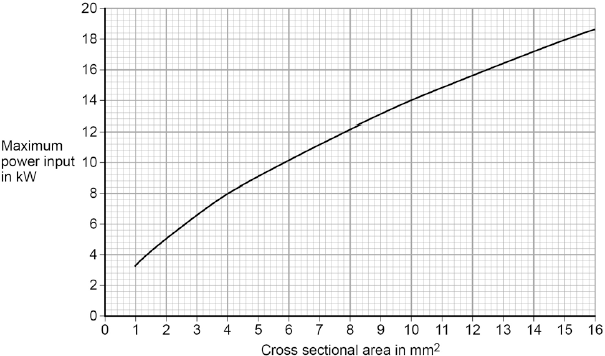 20
18
16
14
12
Maximum
power input 10
in kW
8
6
4
2
0
0 1 2 3 4 5 6 7 8 9 10 11 12 13 14 15 16
Cross sectional area in mm2